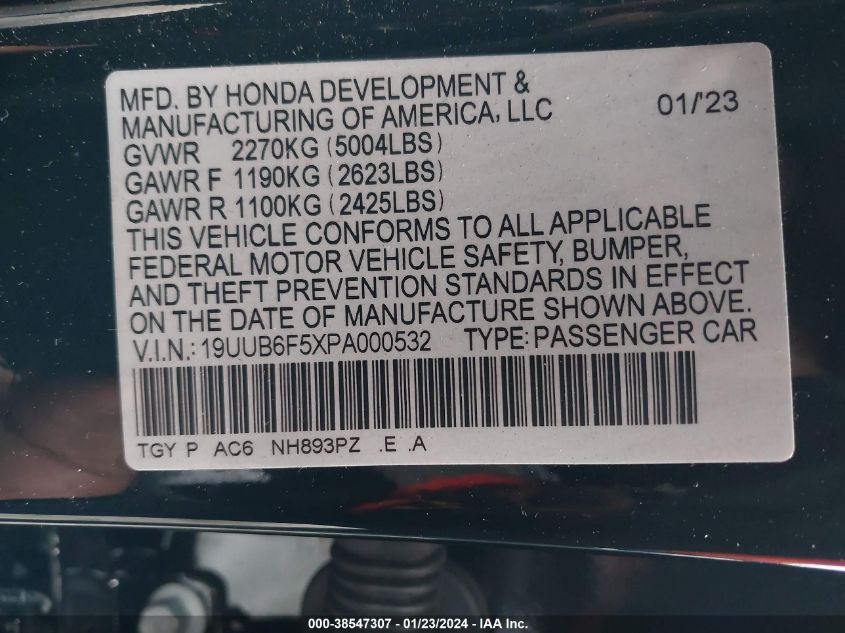 MFD. BY HONDA DEVELOPMENT &
MANUFACTURING OF AMERICA, LLC 01/'23
GVWR 2270KG (5004LBS)
GAWR F 1190KG (2623LBS)
GAWR R 1100KG (2425LBS)
THIS VEHICLE CONFORMS TO ALL APPLICABLE
FEDERAL MOTOR VEHICLE SAFETY, BUMPER,
AND THEFT PREVENTION STANDARDS IN EFFECT
ON THE DATE OF MANUFACTURE SHOWN ABOVE.
V.I.N.: 19UUB6F5XPA000532 TYPE: PASSENGER CAR
TGY P AC6 NH893PZ .E .A
000-38547307 - 01/23/2024 - IAA Inc.